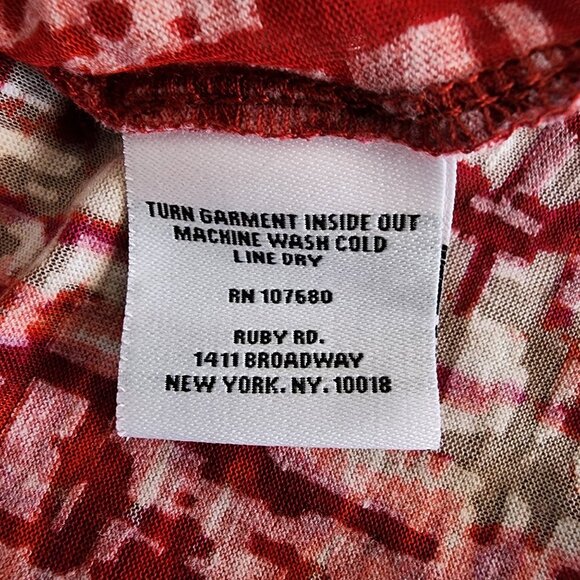 TURN GARMENT INSIDE OUT
MACHINE WASH COLD
LINE DRY
RN 107680
RUBY RD.
1411 BROADWAY
NEW YORK. NY. 10018